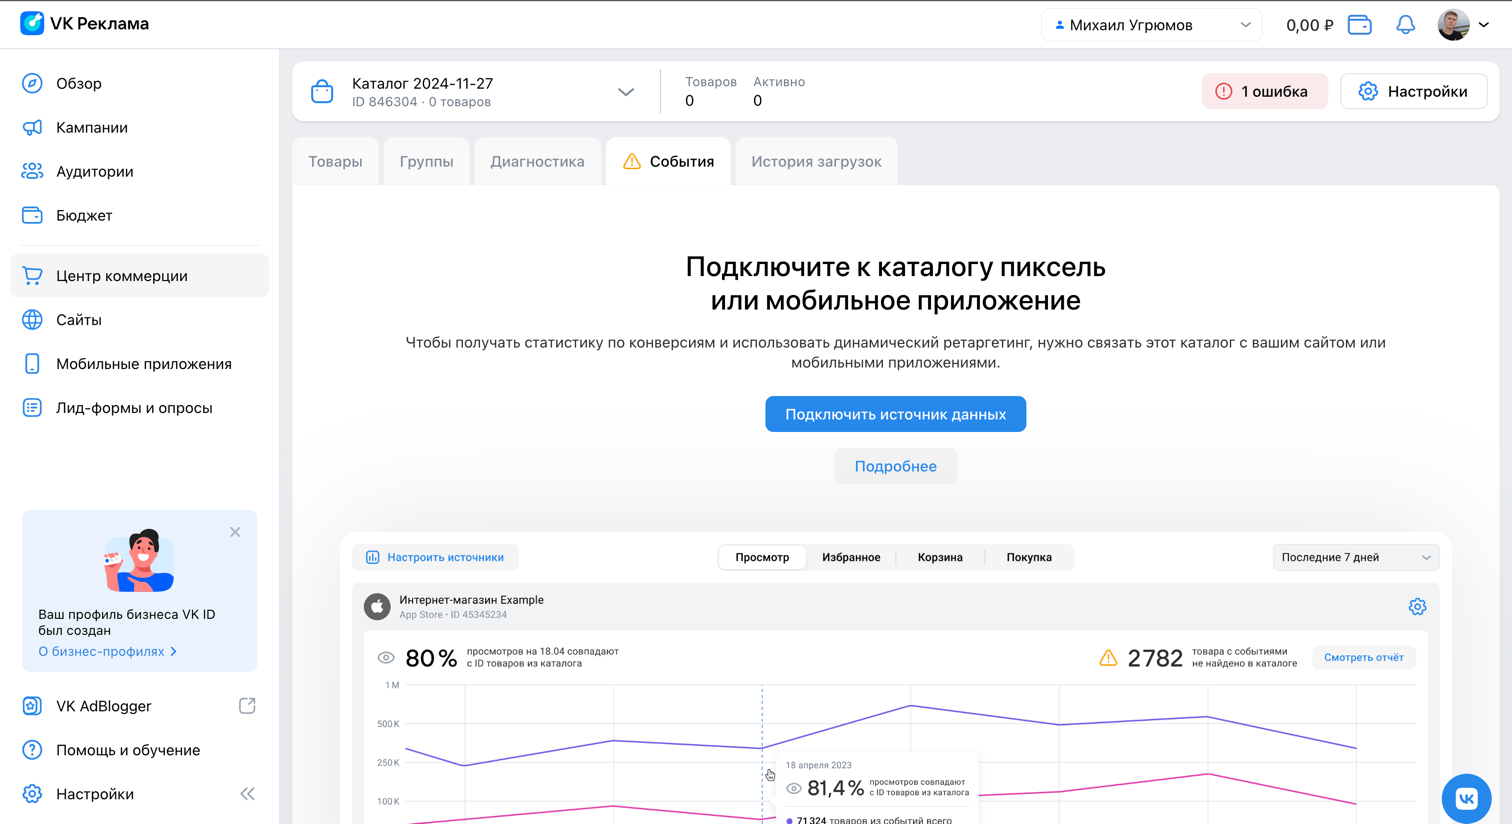 VK Реклама
Михаил Угрюмов
0,00 ₽
Обзор
Кампании
Аудитории
Бюджет
Центр коммерции
Сайты
Мобильные приложения
Лид-формы и опросы
Ваш профиль бизнеса VK ID
был создан
О бизнес-профилях
VK AdBlogger
Помощь и обучение
Настройки
Каталог 2024-11-27
ID 846304 · 0 товаров
Товаров
0
Активно
0
1 ошибка
Настройки
Товары
Группы
Диагностика
События
История загрузок
Подключите к каталогу пиксель
или мобильное приложение
Чтобы получать статистику по конверсиям и использовать динамический ретаргетинг, нужно связать этот каталог с вашим сайтом или
мобильными приложениями.
Подключить источник данных
Подробнее
Настроить источники
Просмотр
Избранное
Корзина
Покупка
Последние 7 дней
Интернет-магазин Example
App Store · ID 45345234
80%
просмотров на 18.04 совпадают
с ID товаров из каталога
2782
товара с событиями
не найдено в каталоге
Смотреть отчёт
1 M
500 K
250 K
100 K
18 апреля 2023
81,4%
просмотров совпадают
с ID товаров из каталога
71 324 товаров из событий всего